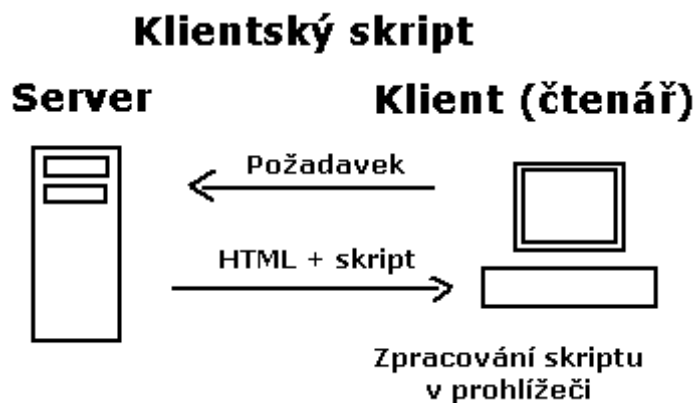 Klientský skript
Server
Klient (čtenář)
Požadavek
HTML + skript
Zpracování skriptu
v prohlížeči